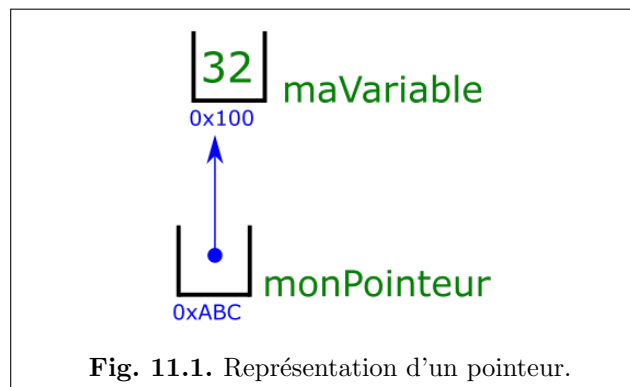 32
maVariable
0x100
monPointeur
0xABC
Fig. 11.1. Représentation d'un pointeur.